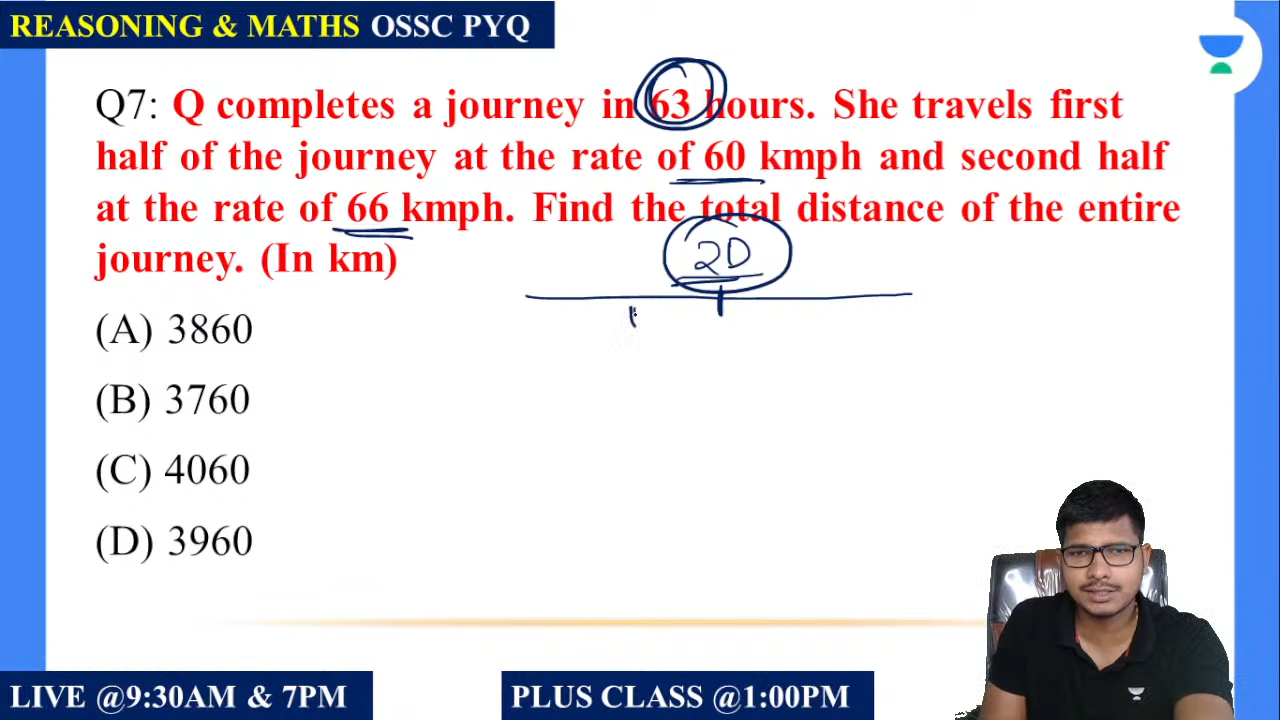 REASONING & MATHS OSSC PYQ
Q7: Q completes a journey in 63 hours. She travels first
half of the journey at the rate of 60 kmph and second half
at the rate of 66 kmph. Find the total distance of the entire
journey. (In km)
2D
(A) 3860
(B) 3760
(C) 4060
(D) 3960
LIVE @9:30AM & 7PM
PLUS CLASS @1:00PM